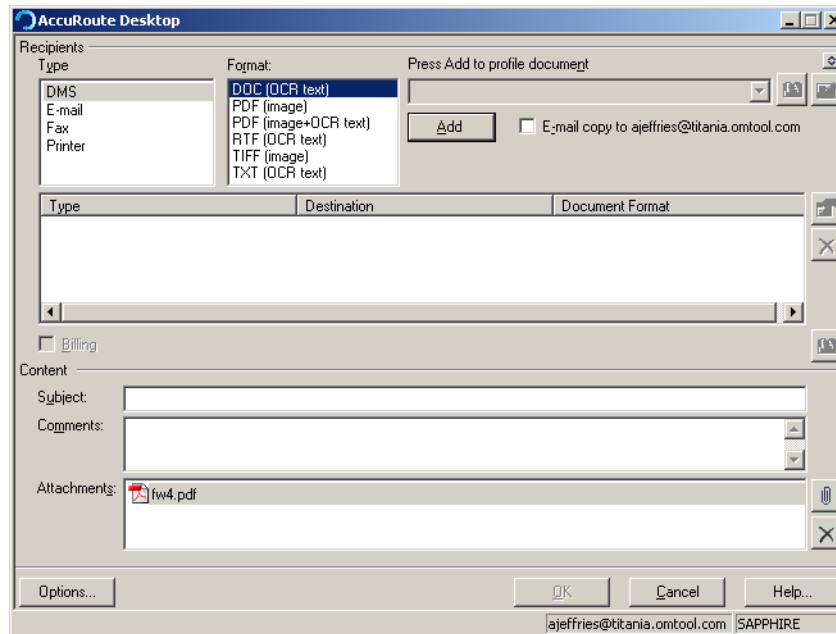 AccuRoute Desktop
Recipients
Type
Format:
Press Add to profile document
DMS
E-mail
Fax
Printer
DOC (OCR text)
PDF (image)
PDF (image+OCR text)
RTF (OCR text)
TIFF (image)
TXT (OCR text)
Add
E-mail copy to ajeffries@titania.omtool.com
Type Destination Document Format
Billing
Content
Subject:
Comments:
Attachments: fw4.pdf
Options... OK Cancel Help...
ajeffries@titania.omtool.com SAPPHIRE